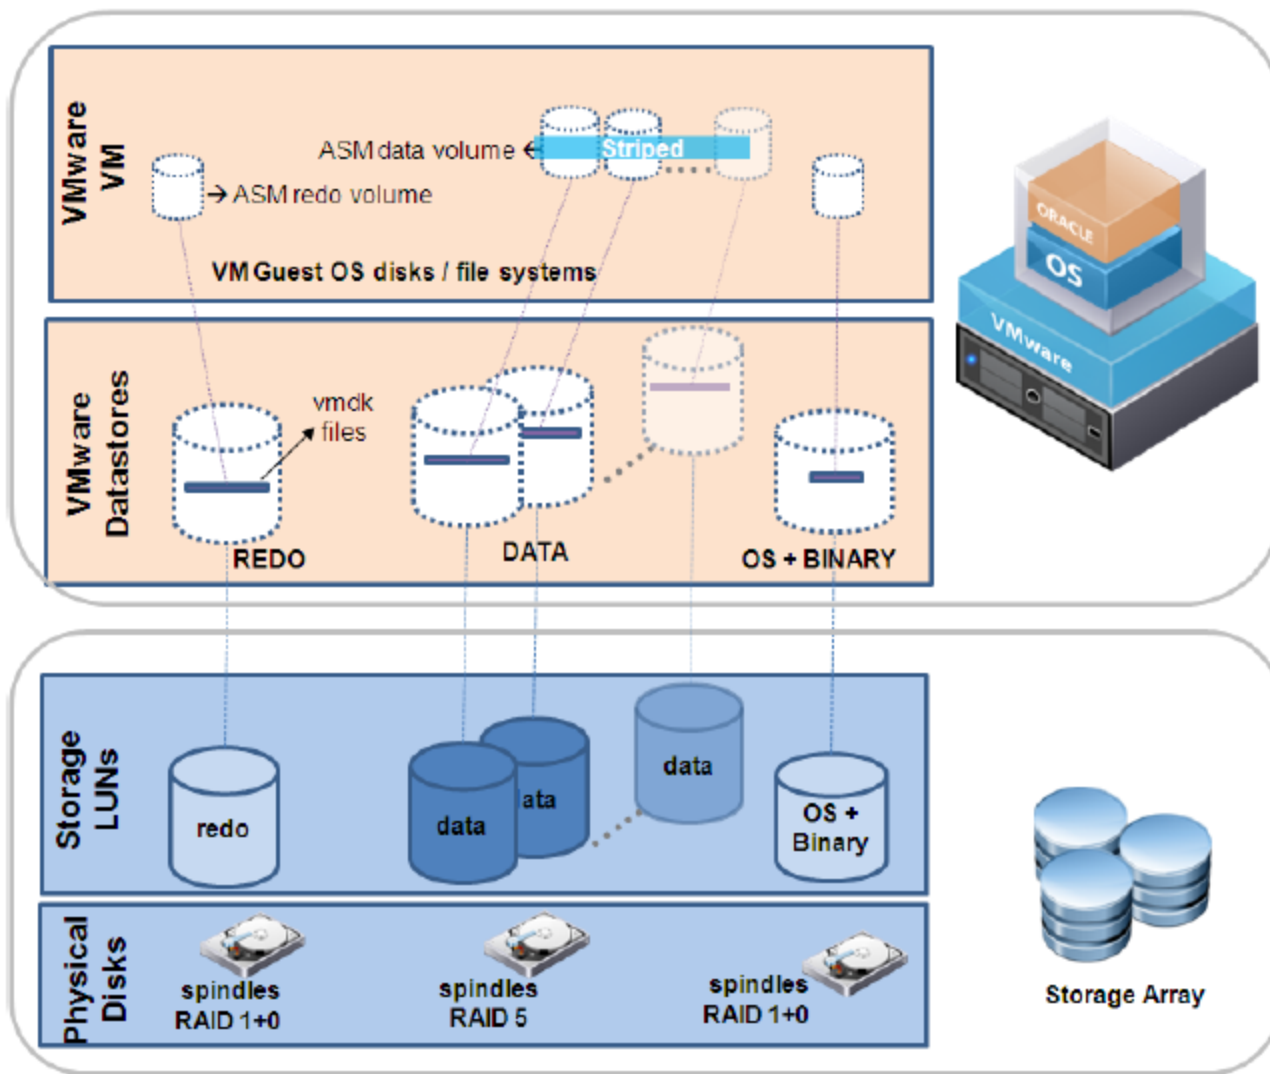 VMware
VM
ASM data volume
Striped
ASM redo volume
VM Guest OS disks / file systems
ORACLE
OS
VMware
VMware
Datastores
vmdk
files
REDO
DATA
OS + BINARY
Storage
LUNs
redo
data
data
OS +
Binary
Physical
Disks
spindles
RAID 1+0
spindles
RAID 5
spindles
RAID 1+0
Storage Array